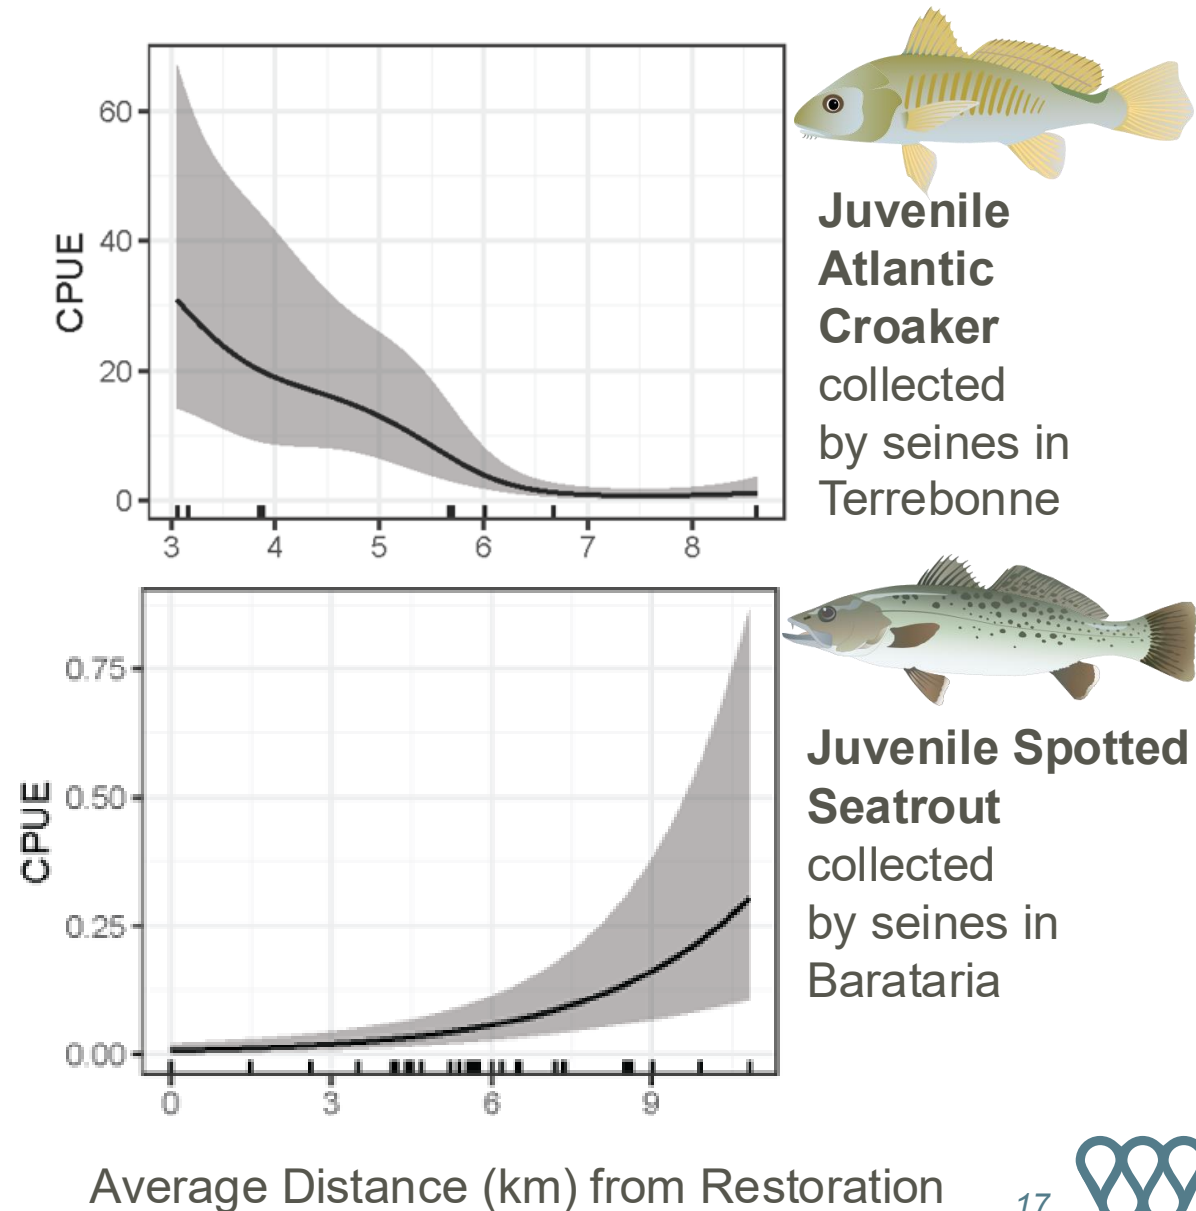 60
40
20
0
CPUE
3 4 5 6 7 8
Juvenile
Atlantic
Croaker
collected
by seines in
Terrebonne
0.75
0.50
0.25
0.00
CPUE
0 3 6 9
Juvenile Spotted
Seatrout
collected
by seines in
Barataria
Average Distance (km) from Restoration
17